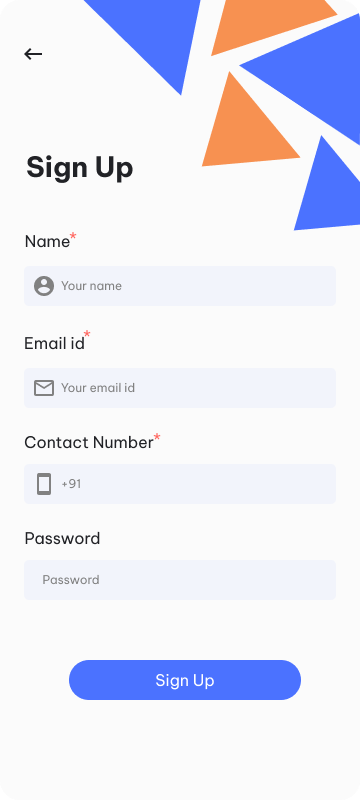 Sign Up
Name*
Your name
Email id*
Your email id
Contact Number*
+91
Password
Password
Sign Up